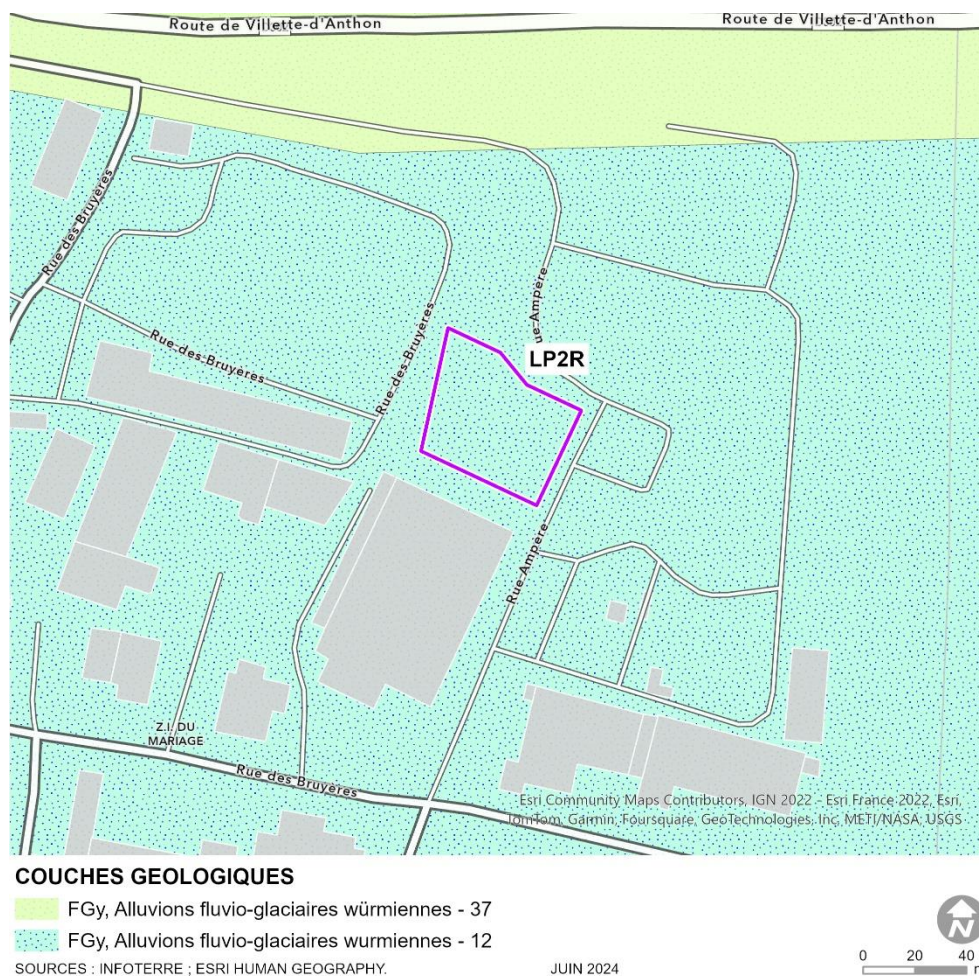 Route de Villette-d'Anthon
Route de Villette-d'Anthon
Rue des Bruyères
Rue des Bruyères
Rue des Bruyères
ue Ampère
LP2R
Rue Ampère
Z.I. DU
MARIAGE
Rue des Bruyères
Esri Community Maps Contributors, IGN 2022 - Esri France 2022, Esri,
TomTom, Garmin, Foursquare, GeoTechnologies, Inc, METI/NASA, USGS
COUCHES GEOLOGIQUES
FGy, Alluvions fluvio-glaciaires würmiennes - 37
FGy, Alluvions fluvio-glaciaires wurmiennes - 12
N
SOURCES : INFOTERRE ; ESRI HUMAN GEOGRAPHY.
JUIN 2024
0 20 40